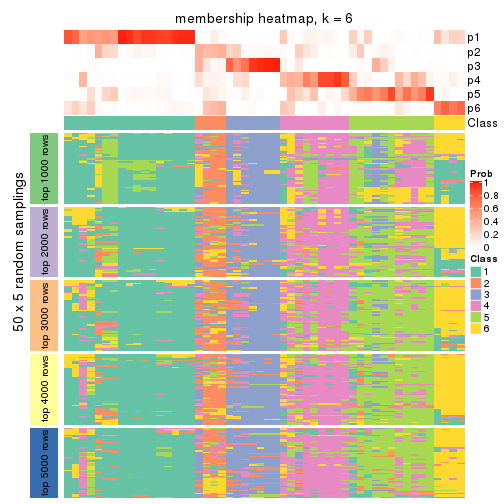 membership heatmap, k = 6
p1
p2
p3
p4
p5
p6
Class
50 x 5 random samplings
top 1000 rows
top 2000 rows
top 3000 rows
top 4000 rows
top 5000 rows
Prob
1
0.8
0.6
0.4
0.2
0
Class
1
2
3
4
5
6